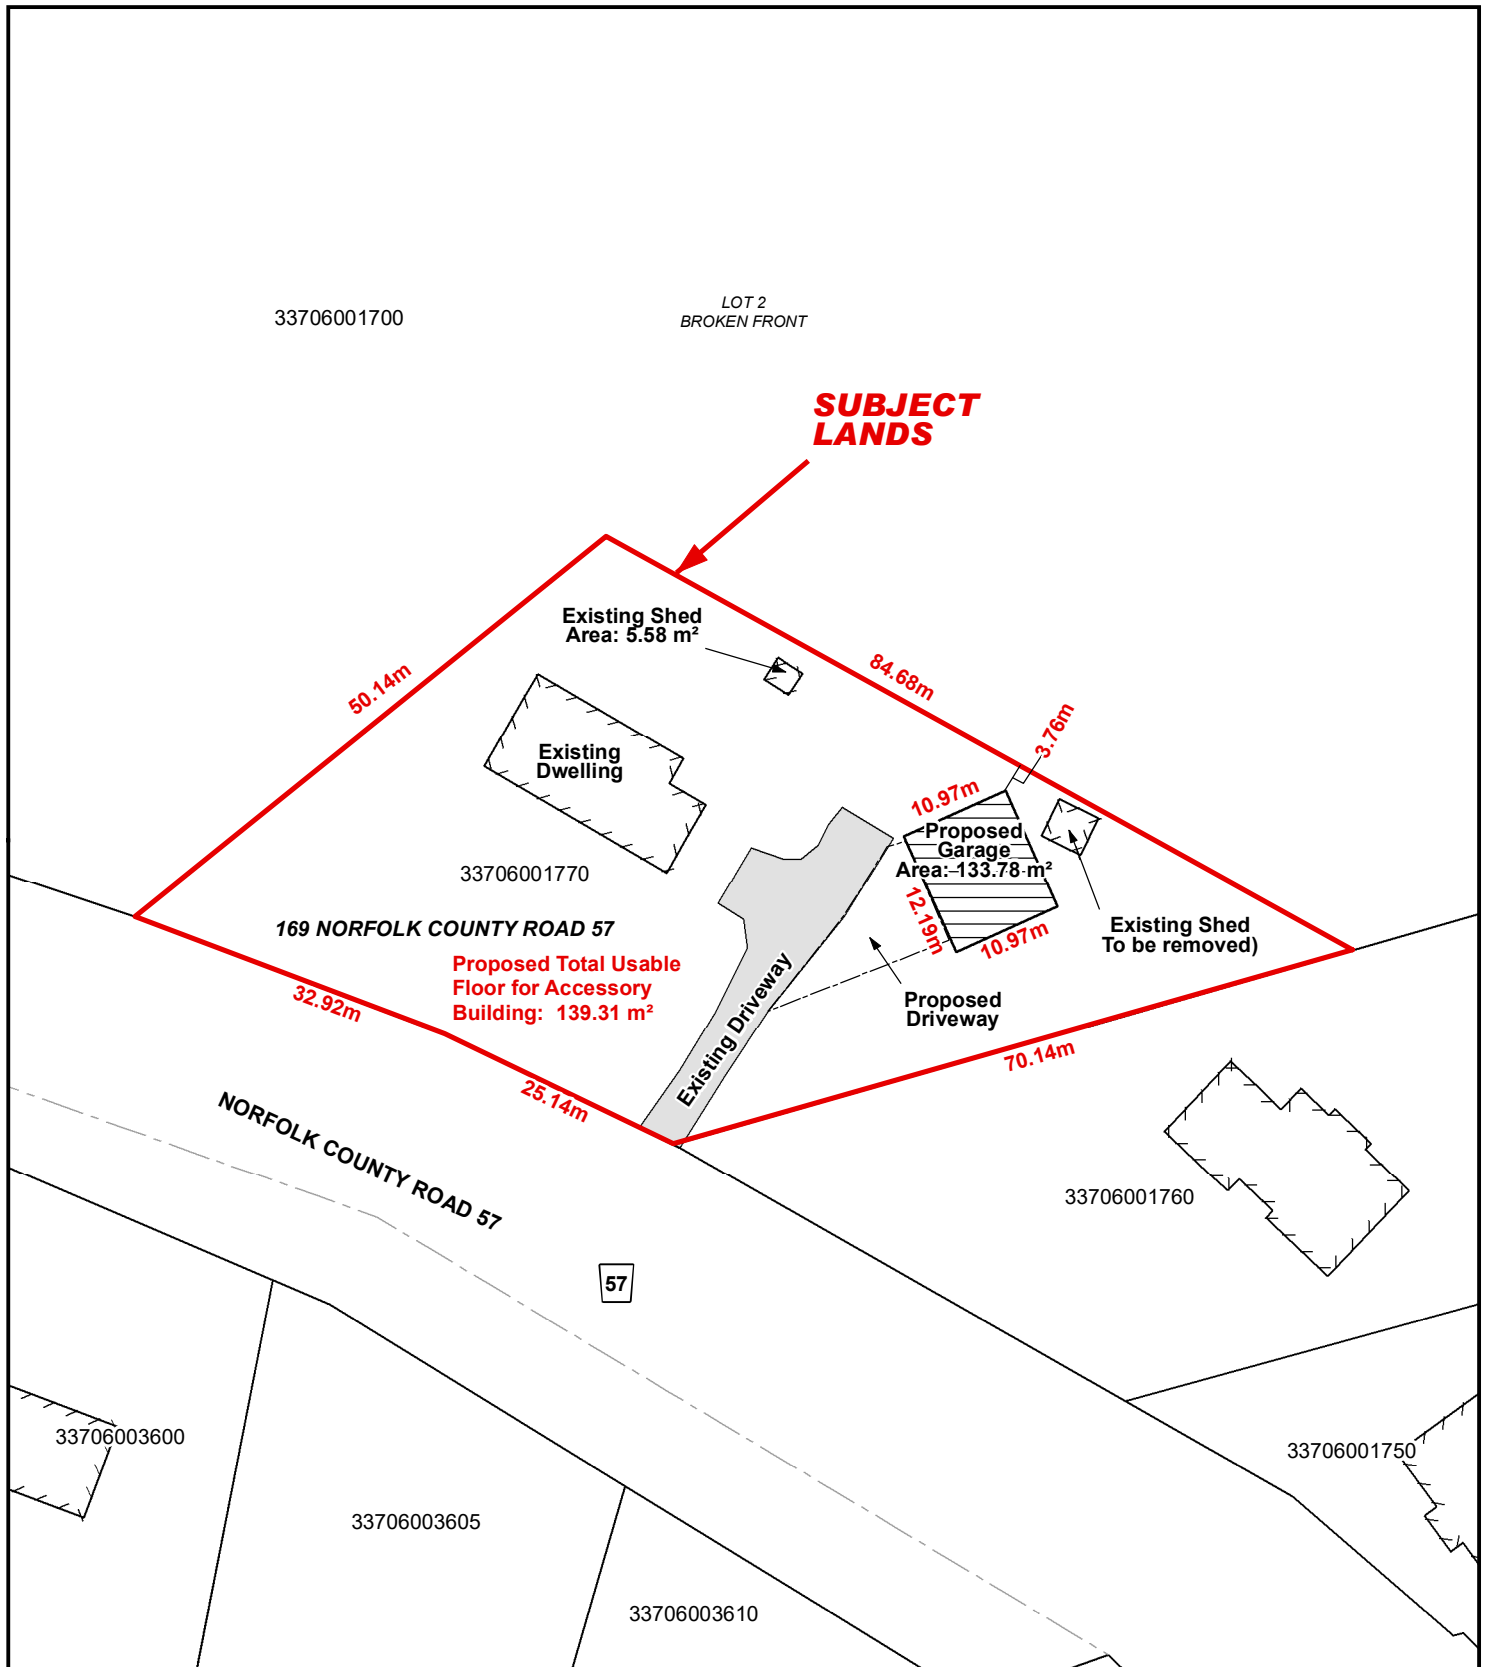 33706001700
LOT 2
BROKEN FRONT
SUBJECT
LANDS
Existing Shed
Area: 5.58 m²
50.14m
84.68m
3.76m
Existing
Dwelling
10.97m
Proposed
Garage
Area: 133.78 m²
33706001770
12.19m
10.97m
Existing Shed
To be removed)
169 NORFOLK COUNTY ROAD 57
Proposed Total Usable
Floor for Accessory
Building: 139.31 m²
32.92m
Existing Driveway
Proposed
Driveway
70.14m
25.14m
NORFOLK COUNTY ROAD 57
33706001760
57
33706003600
33706001750
33706003605
33706003610